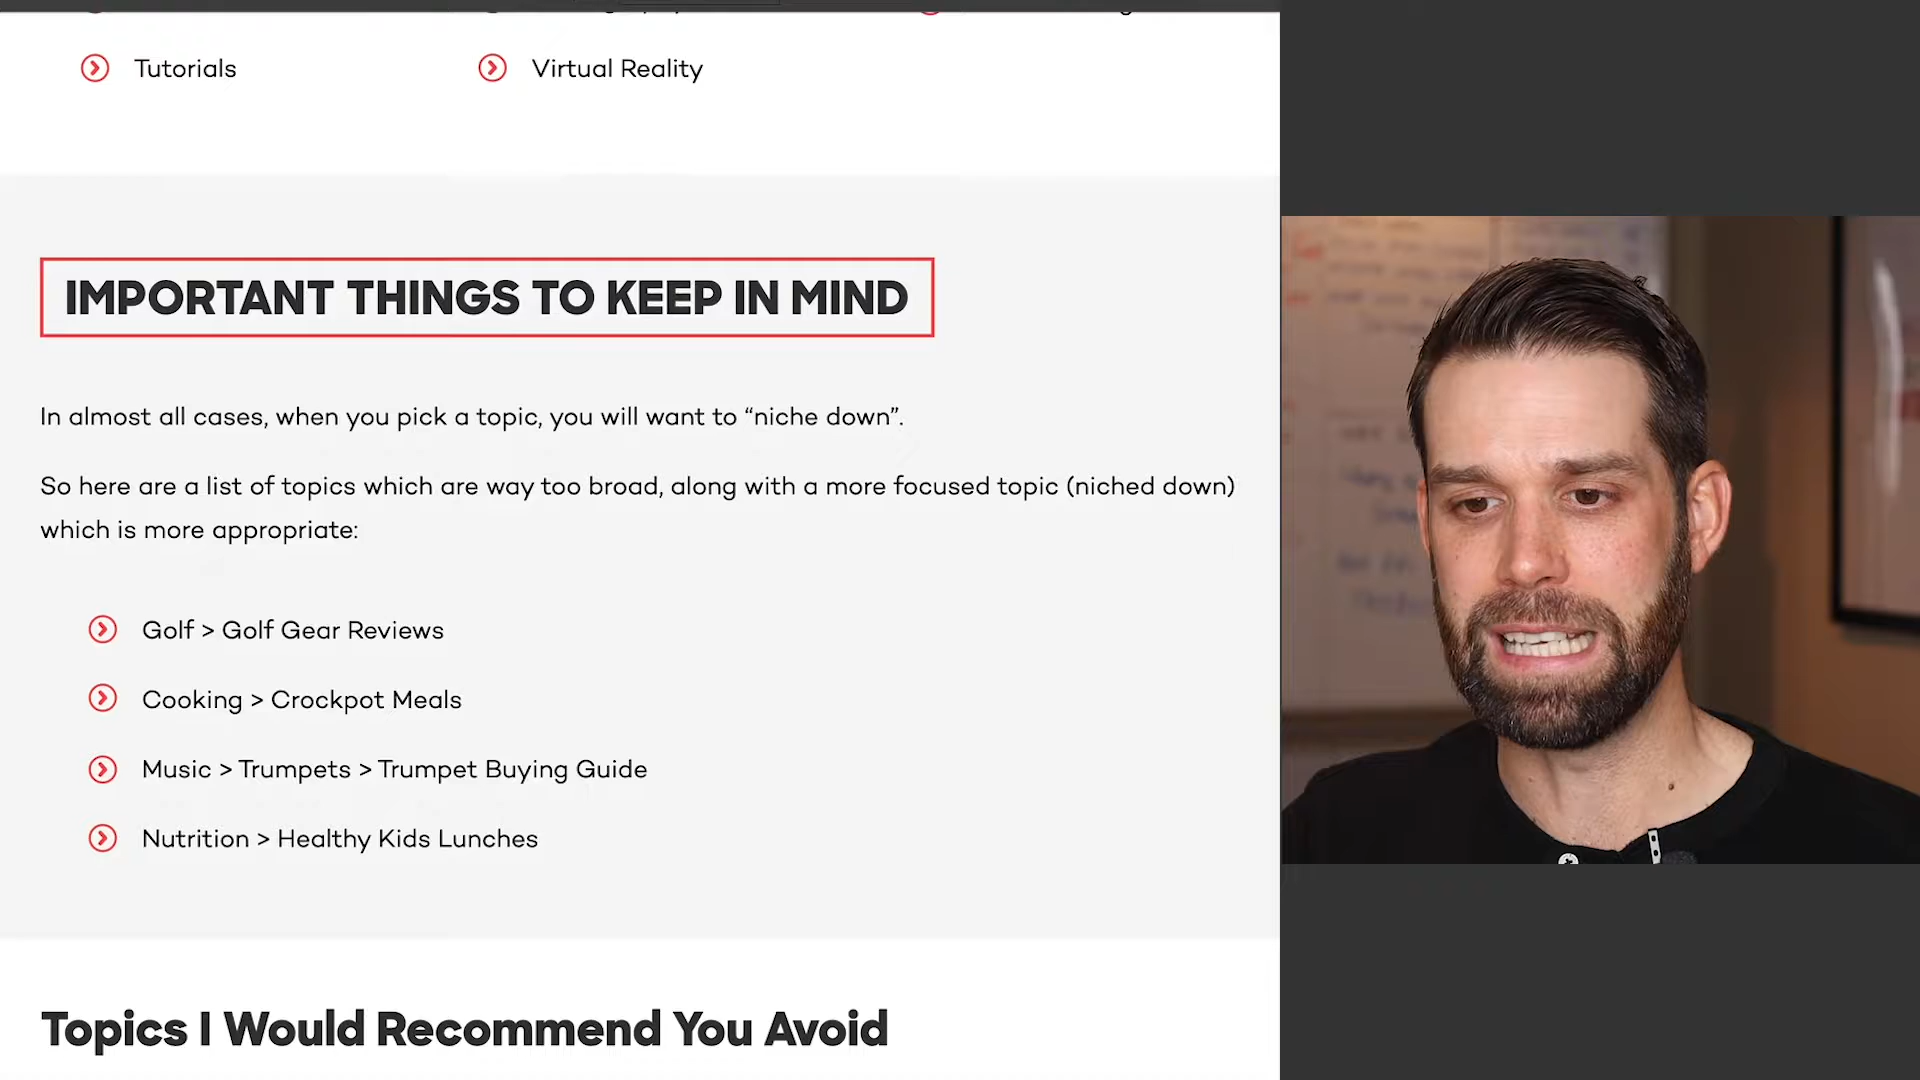 Tutorials
Virtual Reality
IMPORTANT THINGS TO KEEP IN MIND
In almost all cases, when you pick a topic, you will want to “niche down”.
So here are a list of topics which are way too broad, along with a more focused topic (niched down)
which is more appropriate:
Golf > Golf Gear Reviews
Cooking > Crockpot Meals
Music > Trumpets > Trumpet Buying Guide
Nutrition > Healthy Kids Lunches
Topics I Would Recommend You Avoid